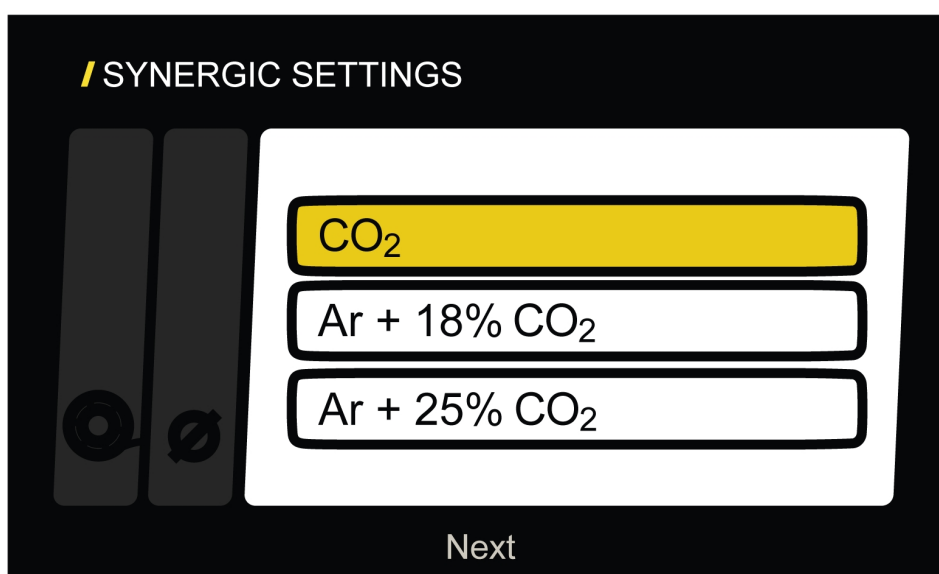 SYNERGIC SETTINGS
CO₂
Ar + 18% CO₂
Ar + 25% CO₂
Next